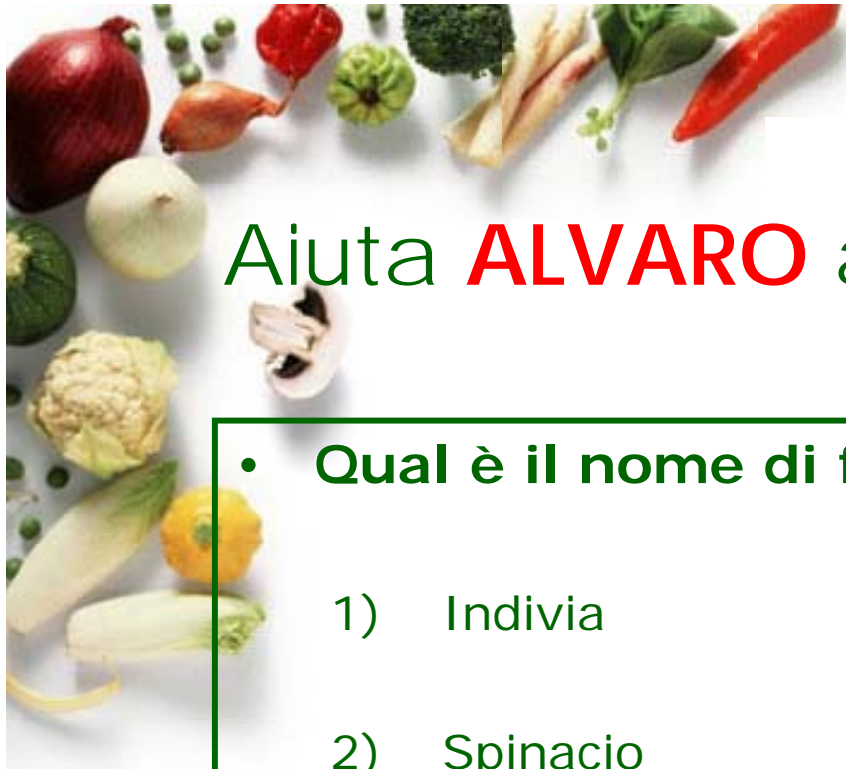 Aiuta ALVARO a
• Qual è il nome di f
1) Indivia
2) Spinacio